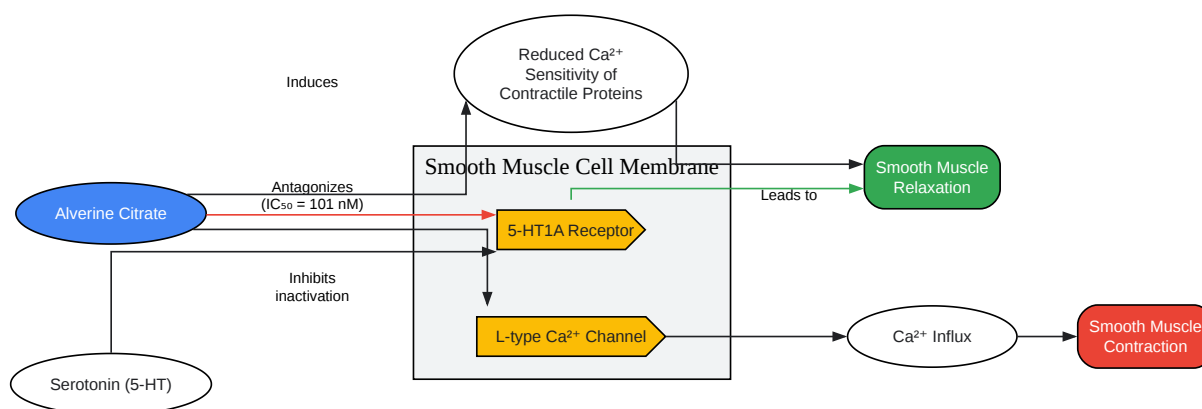 Reduced Ca²⁺
Sensitivity of
Contractile Proteins
Induces
Smooth Muscle Cell Membrane
Smooth Muscle
Relaxation
Antagonizes
(IC₅₀ = 101 nM)
Leads to
Alverine Citrate
5-HT1A Receptor
Inhibits
inactivation
L-type Ca²⁺ Channel
Ca²⁺ Influx
Smooth Muscle
Contraction
Serotonin (5-HT)